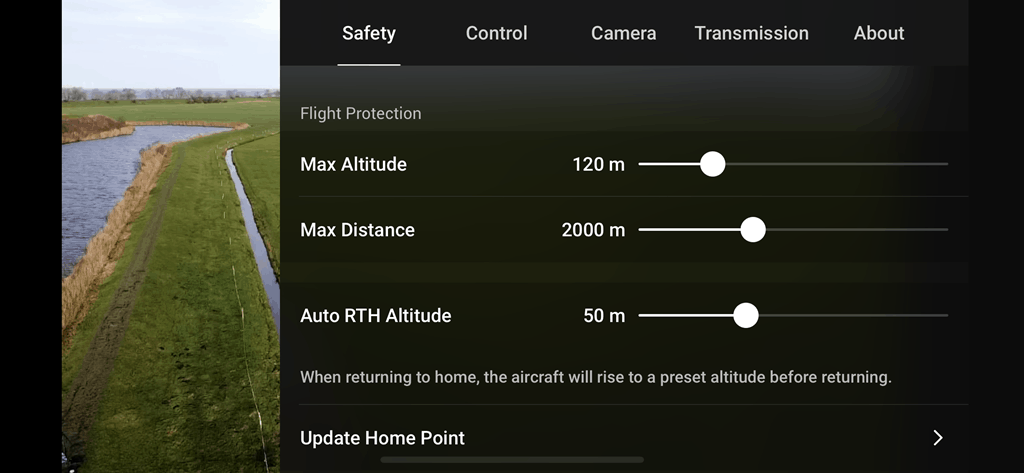 Safety Control Camera Transmission About
Flight Protection
Max Altitude 120 m
Max Distance 2000 m
Auto RTH Altitude 50 m
When returning to home, the aircraft will rise to a preset altitude before returning.
Update Home Point